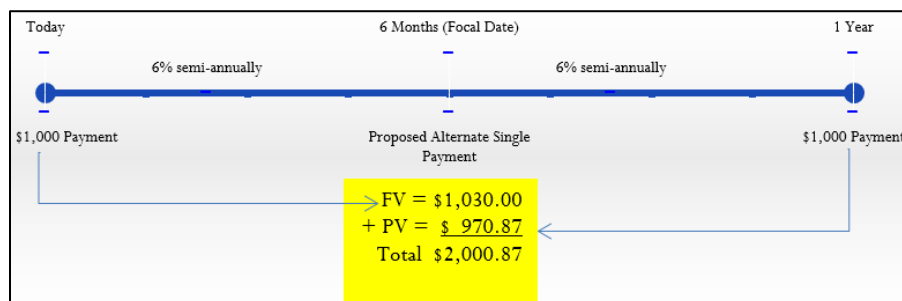 Today 6 Months (Focal Date) 1 Year
6% semi-annually 6% semi-annually
$1,000 Payment Proposed Alternate Single $1,000 Payment
Payment
FV = $1,030.00
+ PV = $ 970.87
Total $2,000.87